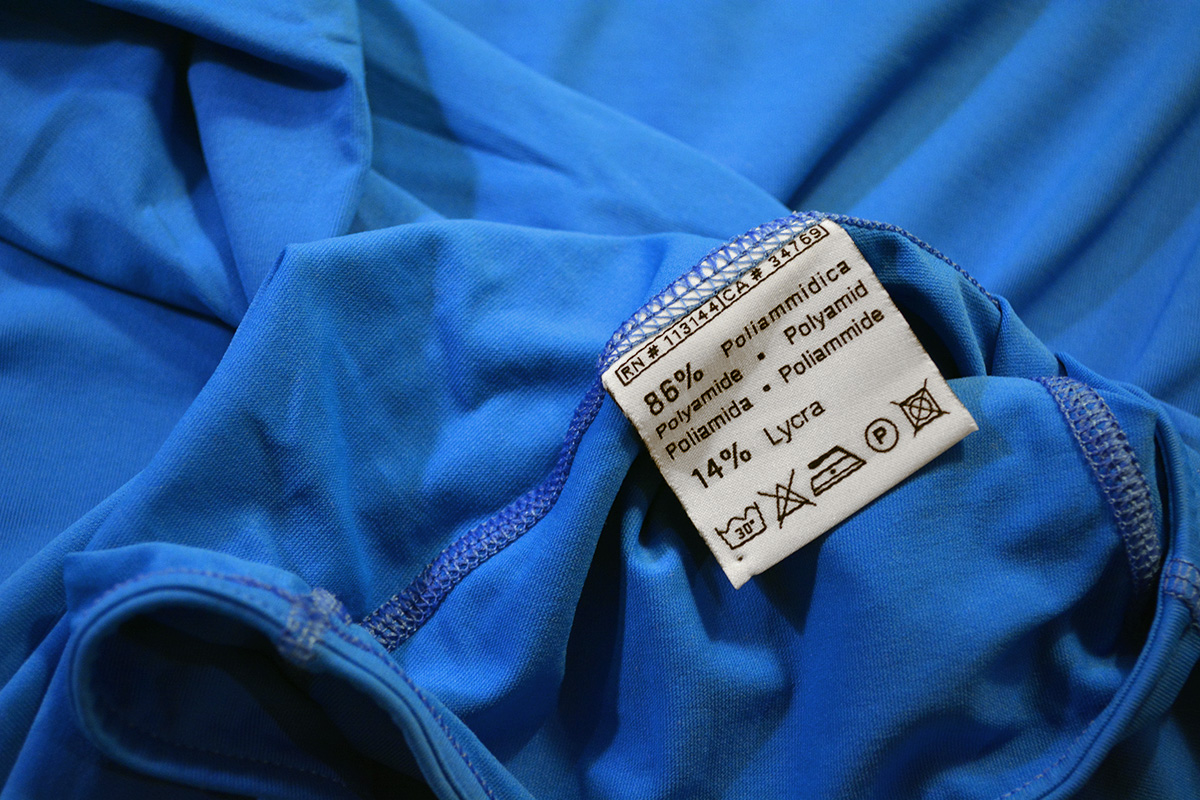 RN # 113144 CA # 34769
86% Poliammidica
Polyamide • Polyamid
Poliamida • Poliammide
14% Lycra
30° P